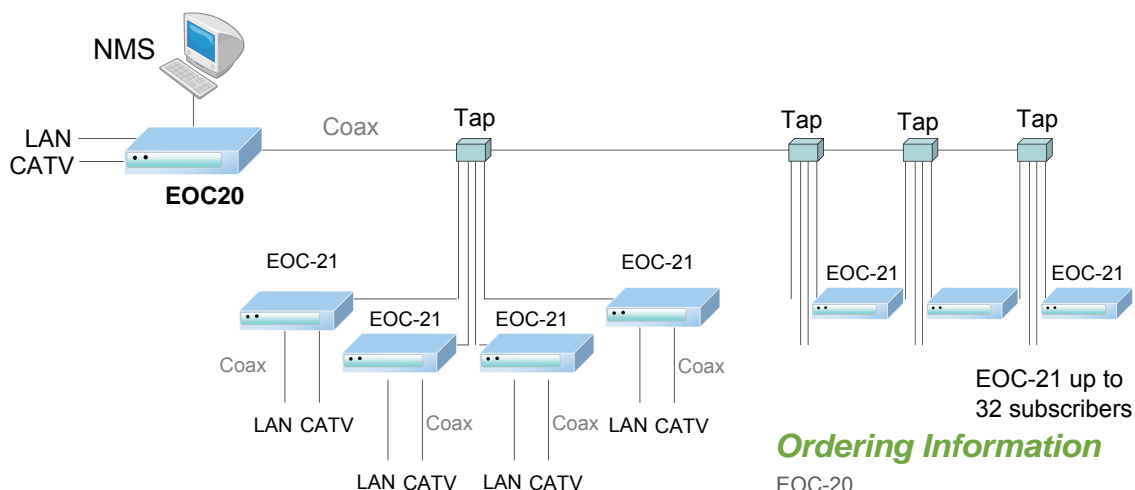 NMS
LAN
CATV
EOC20
Coax
Tap
Tap
Tap
Tap
EOC-21
EOC-21
EOC-21
EOC-21
EOC-21
EOC-21
Coax
Coax
Coax
Coax
LAN CATV
LAN CATV
LAN CATV
LAN CATV
EOC-21 up to
32 subscribers
Ordering Information
EOC-20